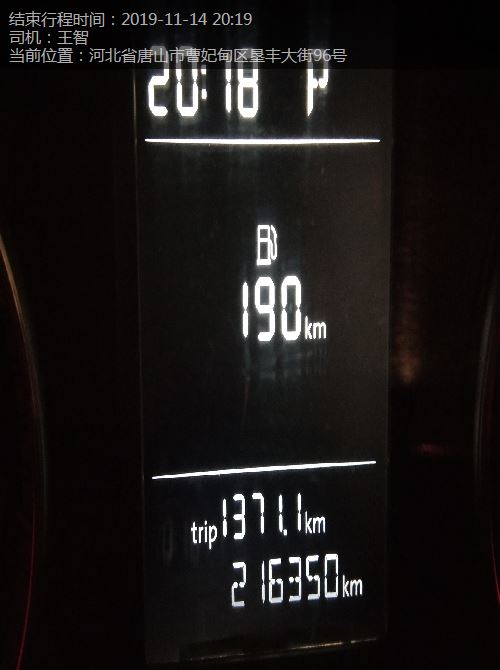 结束行程时间：2019-11-14 20:19
司机：王智
当前位置：河北省唐山市曹妃甸区垦丰大街96号
20:18 P
190km
trip1371.1km
216350km